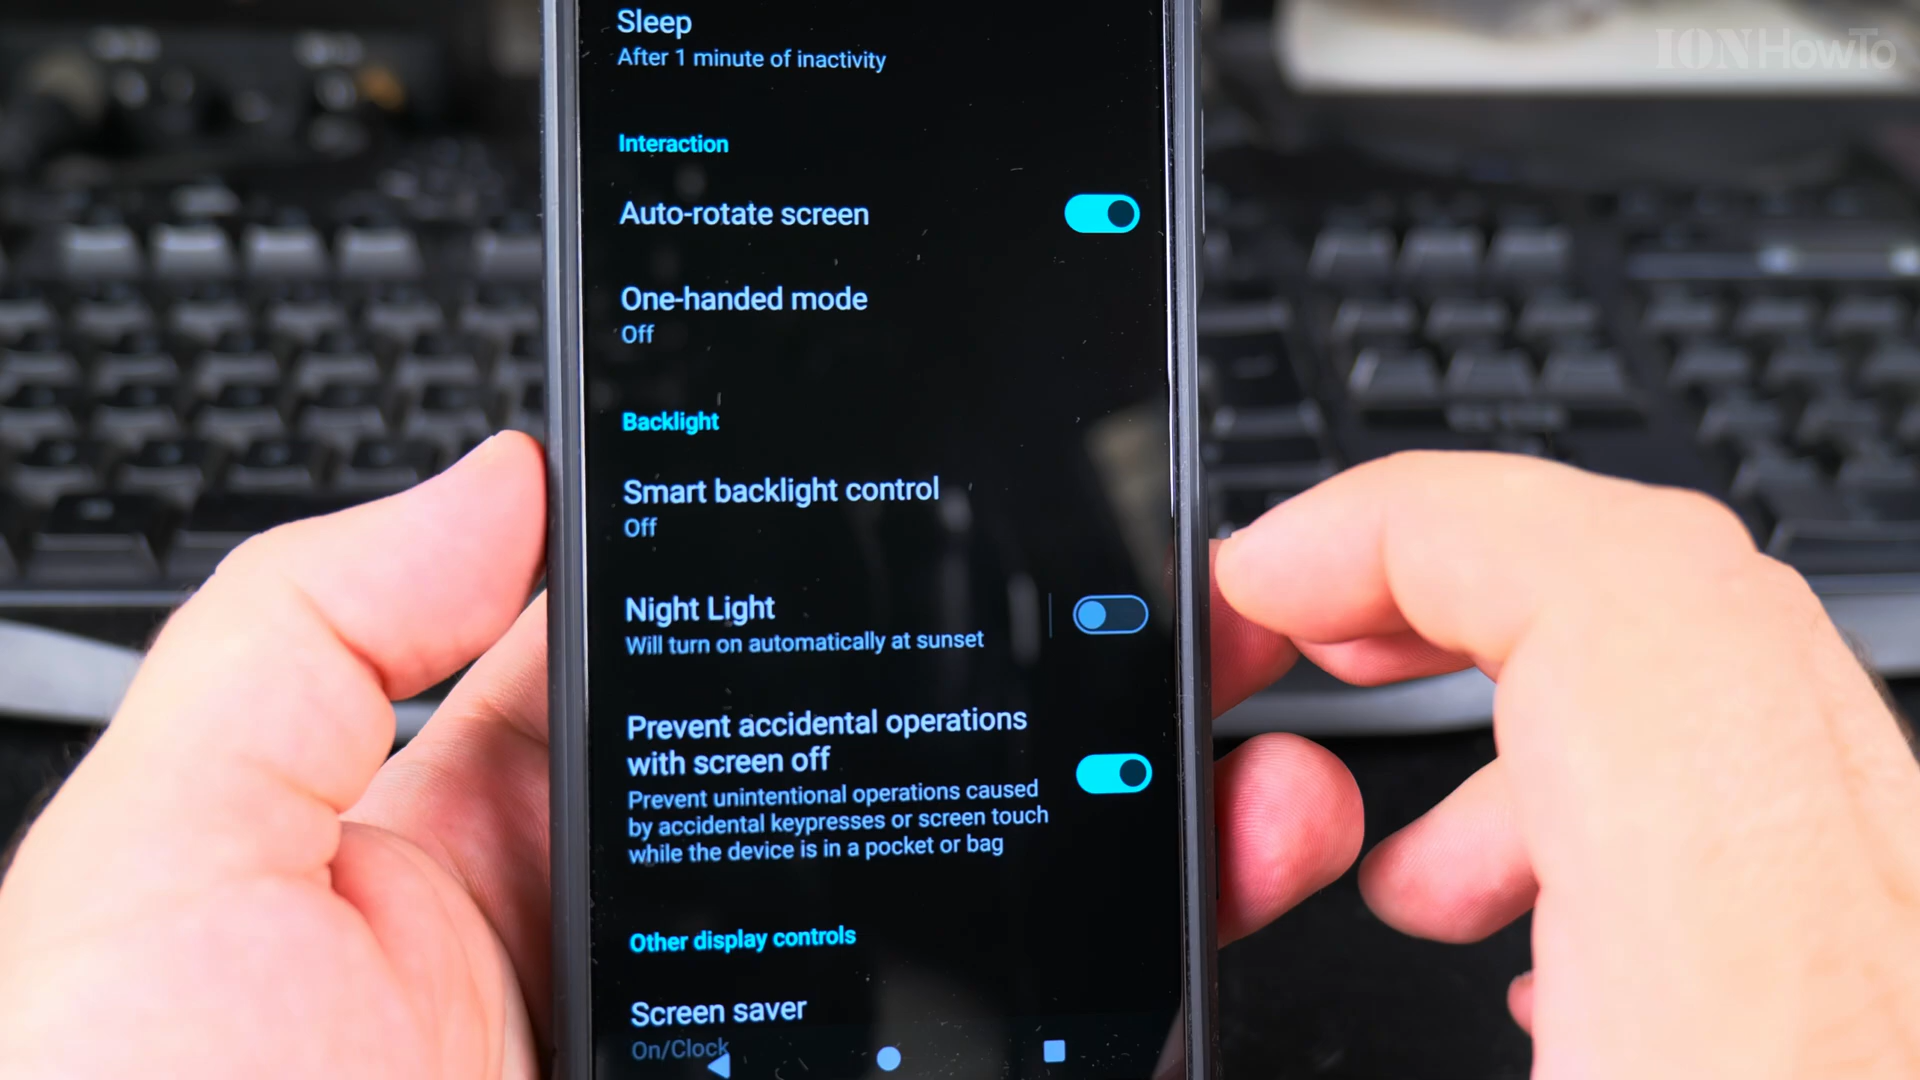 IONHowTo
Sleep
After 1 minute of inactivity
Interaction
Auto-rotate screen
One-handed mode
Off
Backlight
Smart backlight control
Off
Night Light
Will turn on automatically at sunset
Prevent accidental operations
with screen off
Prevent unintentional operations caused
by accidental keypresses or screen touch
while the device is in a pocket or bag
Other display controls
Screen saver
On/Clock